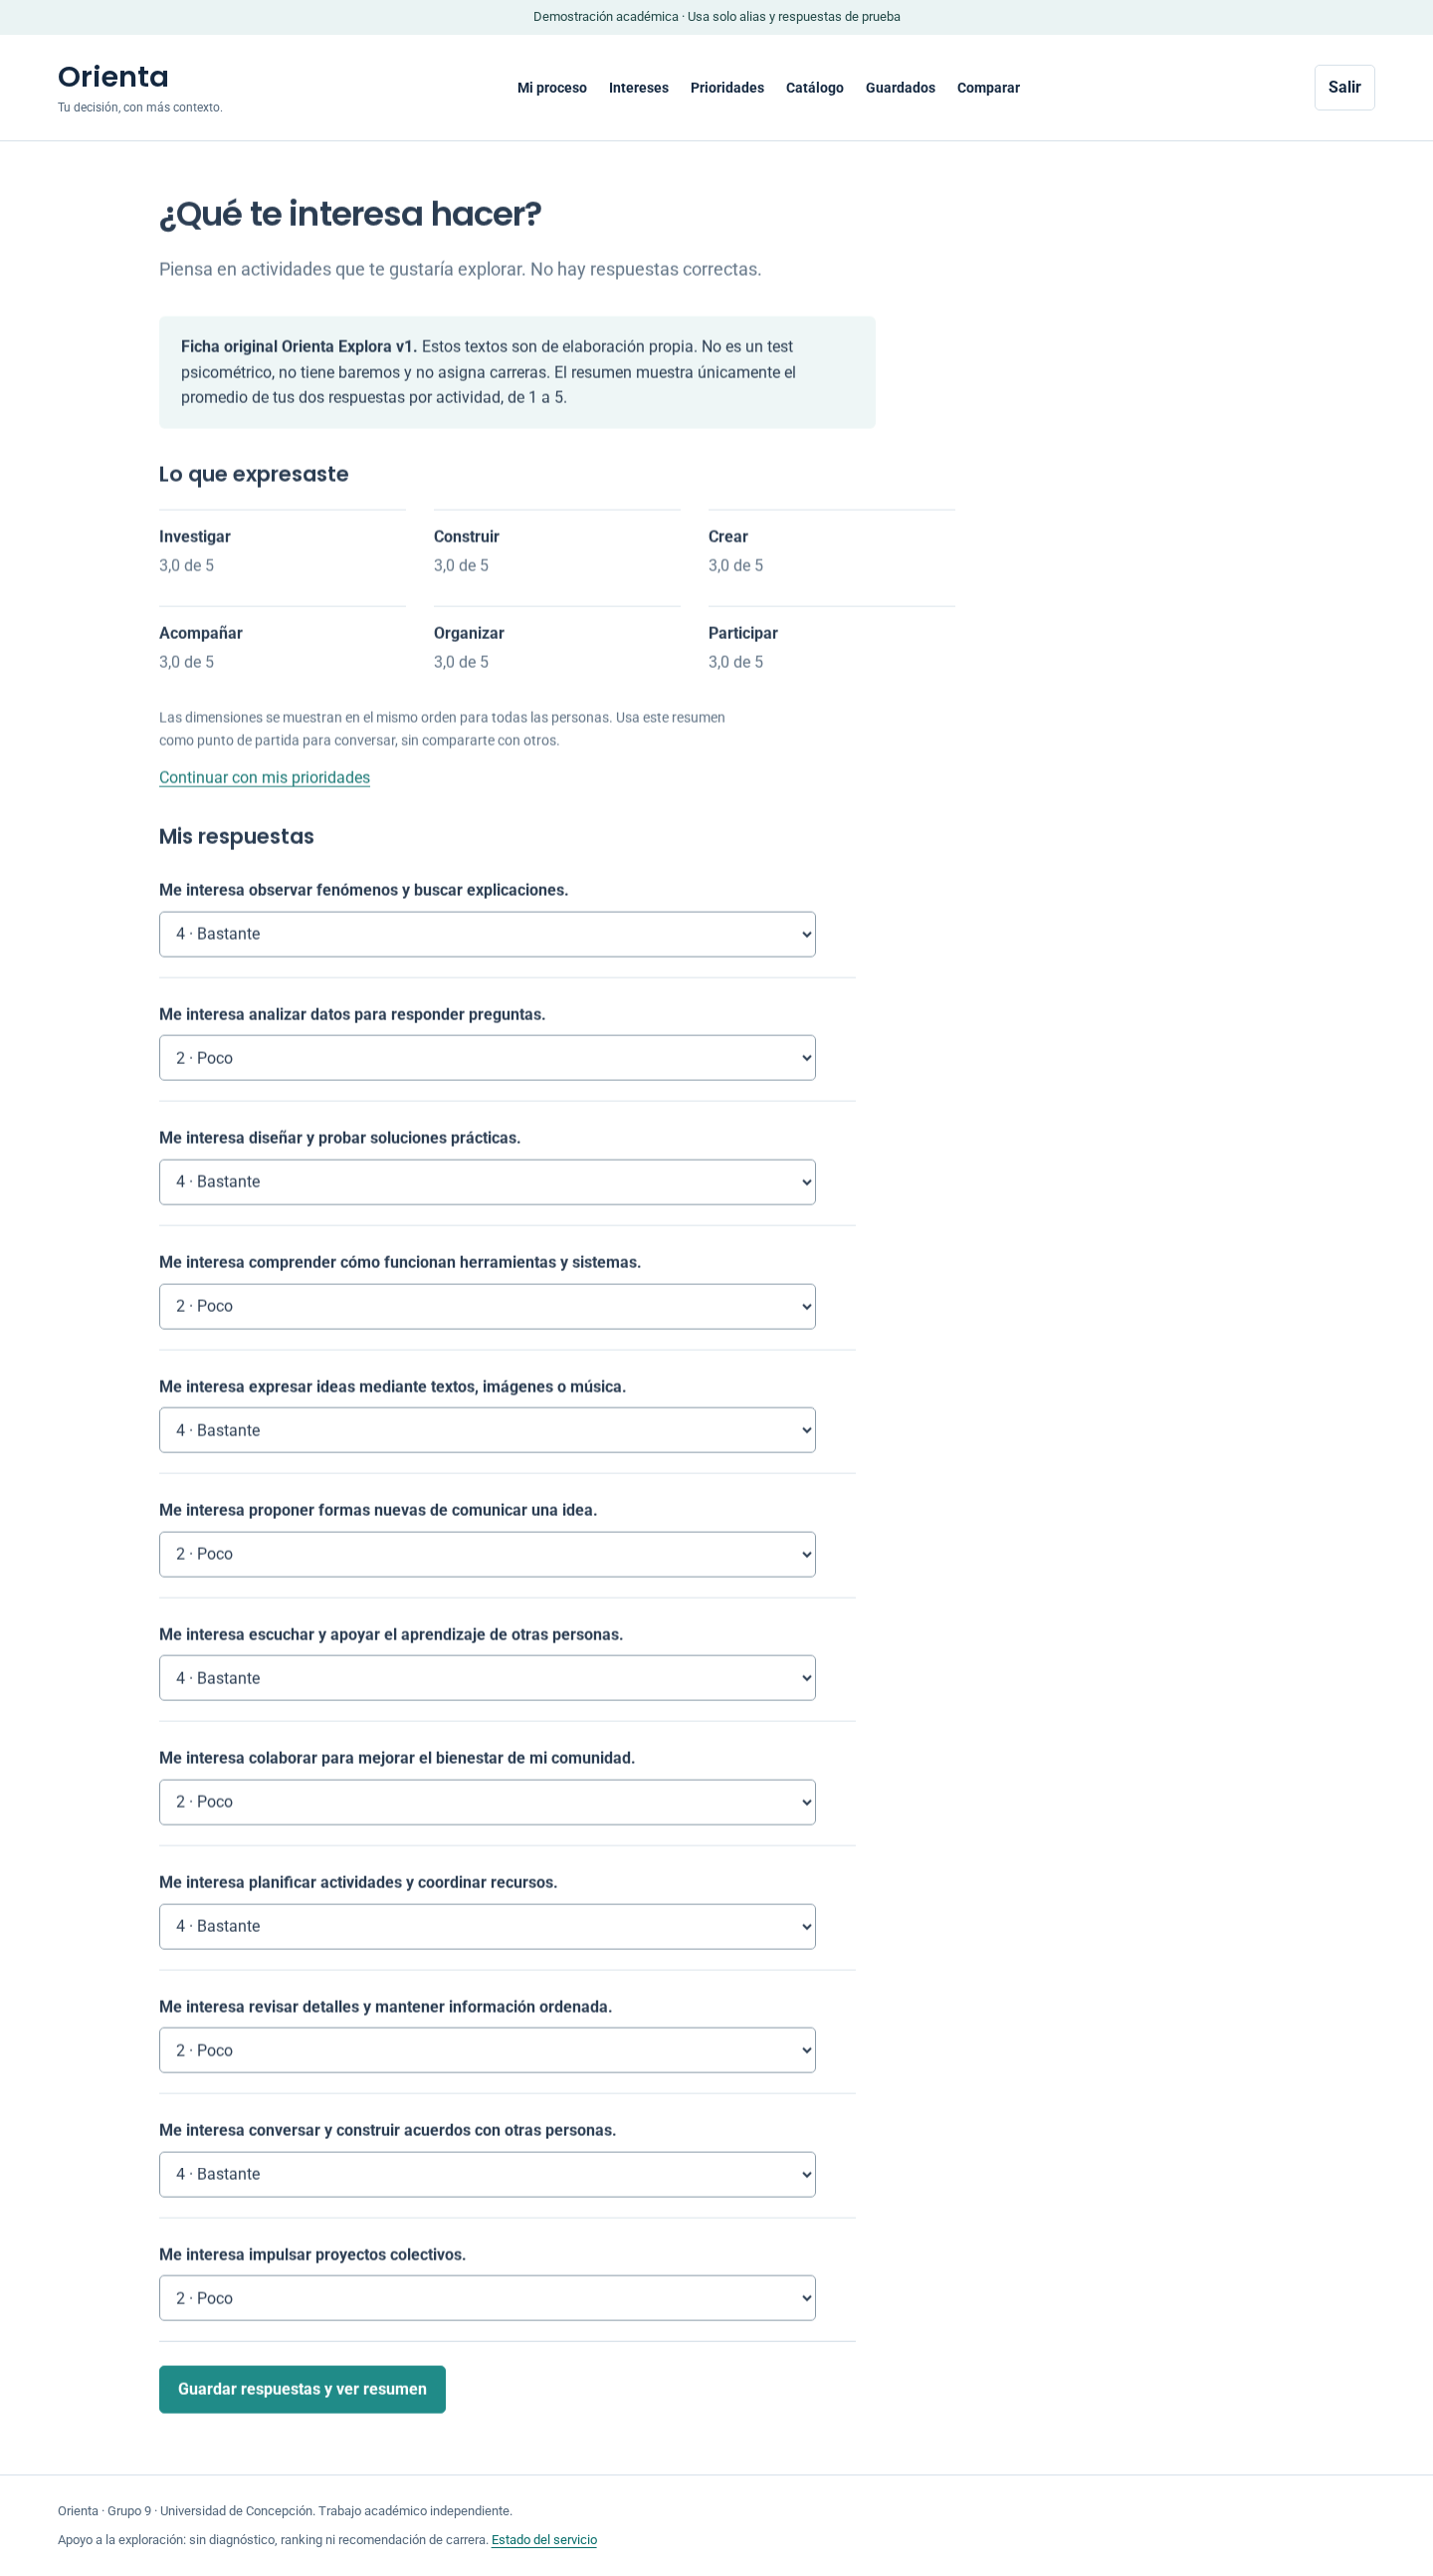 Demostración académica · Usa solo alias y respuestas de prueba
Orienta
Tu decisión, con más contexto.
Mi proceso Intereses Prioridades Catálogo Guardados Comparar
Salir
¿Qué te interesa hacer?
Piensa en actividades que te gustaría explorar. No hay respuestas correctas.
Ficha original Orienta Explora v1. Estos textos son de elaboración propia. No es un test
psicométrico, no tiene baremos y no asigna carreras. El resumen muestra únicamente el
promedio de tus dos respuestas por actividad, de 1 a 5.
Lo que expresaste
Investigar Construir Crear
3,0 de 5 3,0 de 5 3,0 de 5
Acompañar Organizar Participar
3,0 de 5 3,0 de 5 3,0 de 5
Las dimensiones se muestran en el mismo orden para todas las personas. Usa este resumen
como punto de partida para conversar, sin compararte con otros.
Continuar con mis prioridades
Mis respuestas
Me interesa observar fenómenos y buscar explicaciones.
4 · Bastante
Me interesa analizar datos para responder preguntas.
2 · Poco
Me interesa diseñar y probar soluciones prácticas.
4 · Bastante
Me interesa comprender cómo funcionan herramientas y sistemas.
2 · Poco
Me interesa expresar ideas mediante textos, imágenes o música.
4 · Bastante
Me interesa proponer formas nuevas de comunicar una idea.
2 · Poco
Me interesa escuchar y apoyar el aprendizaje de otras personas.
4 · Bastante
Me interesa colaborar para mejorar el bienestar de mi comunidad.
2 · Poco
Me interesa planificar actividades y coordinar recursos.
4 · Bastante
Me interesa revisar detalles y mantener información ordenada.
2 · Poco
Me interesa conversar y construir acuerdos con otras personas.
4 · Bastante
Me interesa impulsar proyectos colectivos.
2 · Poco
Guardar respuestas y ver resumen
Orienta · Grupo 9 · Universidad de Concepción. Trabajo académico independiente.
Apoyo a la exploración: sin diagnóstico, ranking ni recomendación de carrera. Estado del servicio